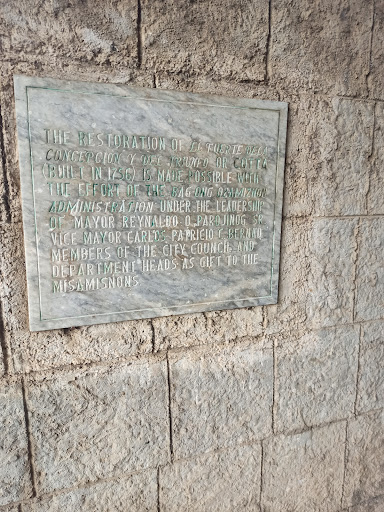 THE RESTORATION OF EL FUERTE DE LA
CONCEPCION Y DEL TRIUNFO OR COTTA
(BUILT IN 1756) IS MADE POSSIBLE WITH
THE EFFORT OF THE BAG-ONG OZAMIZNON
ADMINISTRATION UNDER THE LEADERSHIP
OF MAYOR REYNALDO O. PAROJINOG SR.
VICE MAYOR CARLOS PATRICIO C. BERNAD
MEMBERS OF THE CITY COUNCIL AND
DEPARTMENT HEADS AS GIFT TO THE
MISAMISNONS